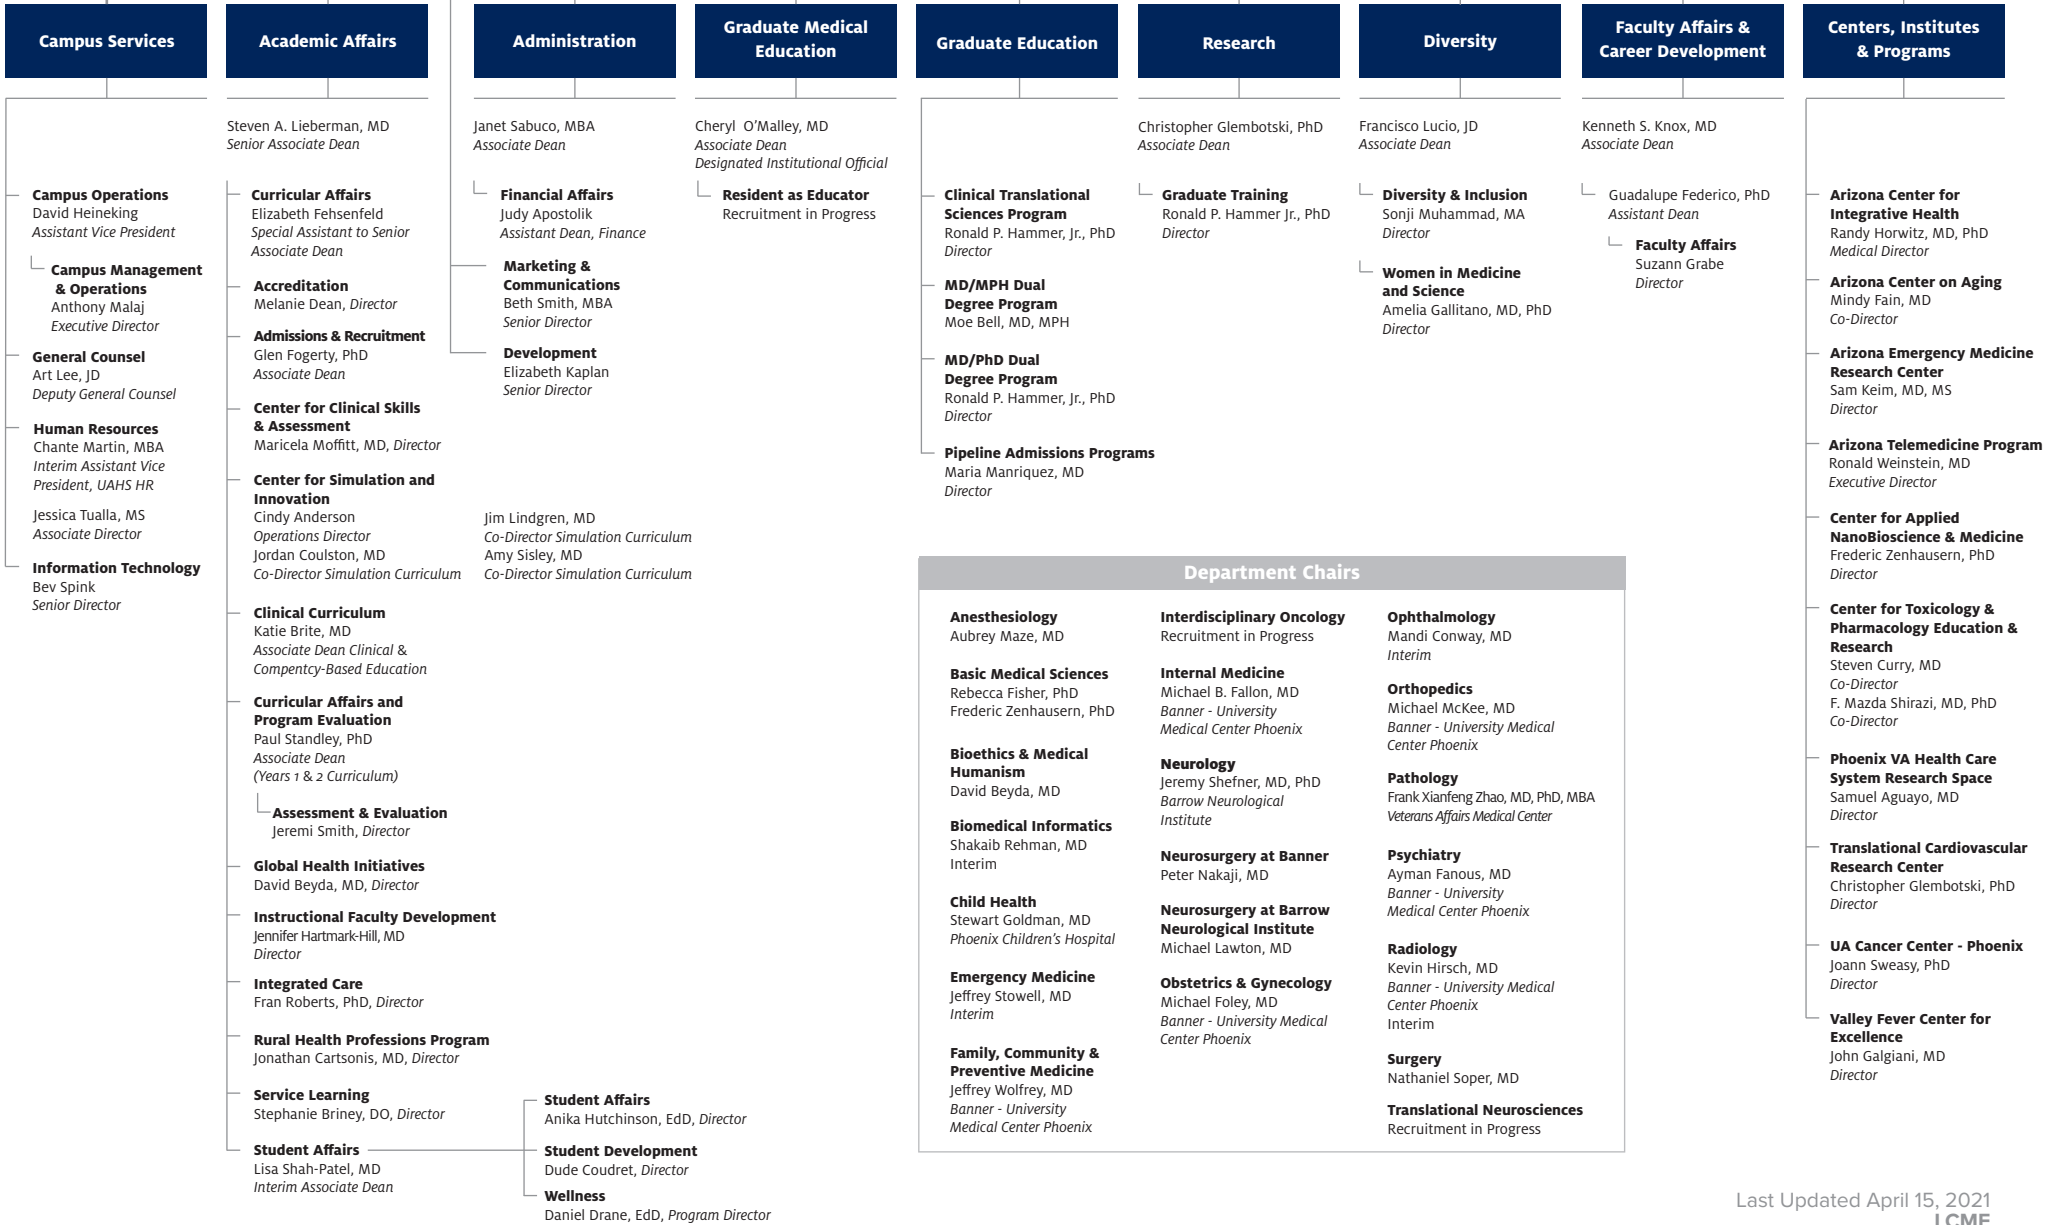 Campus Services
Academic Affairs
Administration
Graduate Medical
Education
Graduate Education
Research
Diversity
Faculty Affairs &
Career Development
Centers, Institutes
& Programs
Campus Operations
David Heineking
Assistant Vice President
Campus Management
& Operations
Anthony Malaj
Executive Director
General Counsel
Art Lee, JD
Deputy General Counsel
Human Resources
Chante Martin, MBA
Interim Assistant Vice
President, UAHS HR
Jessica Tualla, MS
Associate Director
Information Technology
Bev Spink
Senior Director
Steven A. Lieberman, MD
Senior Associate Dean
Curricular Affairs
Elizabeth Fehsenfeld
Special Assistant to Senior
Associate Dean
Accreditation
Melanie Dean, Director
Admissions & Recruitment
Glen Fogerty, PhD
Associate Dean
Center for Clinical Skills
& Assessment
Maricela Moffitt, MD, Director
Center for Simulation and
Innovation
Cindy Anderson
Operations Director
Jordan Coulston, MD
Co-Director Simulation Curriculum
Jim Lindgren, MD
Co-Director Simulation Curriculum
Amy Sisley, MD
Co-Director Simulation Curriculum
Clinical Curriculum
Katie Brite, MD
Associate Dean Clinical &
Compentcy-Based Education
Curricular Affairs and
Program Evaluation
Paul Standley, PhD
Associate Dean
(Years 1 & 2 Curriculum)
Assessment & Evaluation
Jeremi Smith, Director
Global Health Initiatives
David Beyda, MD, Director
Instructional Faculty Development
Jennifer Hartmark-Hill, MD
Director
Integrated Care
Fran Roberts, PhD, Director
Rural Health Professions Program
Jonathan Cartsonis, MD, Director
Service Learning
Stephanie Briney, DO, Director
Student Affairs
Lisa Shah-Patel, MD
Interim Associate Dean
Student Affairs
Anika Hutchinson, EdD, Director
Student Development
Dude Coudret, Director
Wellness
Daniel Drane, EdD, Program Director
Janet Sabuco, MBA
Associate Dean
Financial Affairs
Judy Apostolik
Assistant Dean, Finance
Marketing &
Communications
Beth Smith, MBA
Senior Director
Development
Elizabeth Kaplan
Senior Director
Cheryl O'Malley, MD
Associate Dean
Designated Institutional Official
Resident as Educator
Recruitment in Progress
Clinical Translational
Sciences Program
Ronald P. Hammer, Jr., PhD
Director
MD/MPH Dual
Degree Program
Moe Bell, MD, MPH
MD/PhD Dual
Degree Program
Ronald P. Hammer, Jr., PhD
Director
Pipeline Admissions Programs
Maria Manriquez, MD
Director
Christopher Glembotski, PhD
Associate Dean
Graduate Training
Ronald P. Hammer Jr., PhD
Director
Francisco Lucio, JD
Associate Dean
Diversity & Inclusion
Sonji Muhammad, MA
Director
Women in Medicine
and Science
Amelia Gallitano, MD, PhD
Director
Kenneth S. Knox, MD
Associate Dean
Guadalupe Federico, PhD
Assistant Dean
Faculty Affairs
Suzann Grabe
Director
Arizona Center for
Integrative Health
Randy Horwitz, MD, PhD
Medical Director
Arizona Center on Aging
Mindy Fain, MD
Co-Director
Arizona Emergency Medicine
Research Center
Sam Keim, MD, MS
Director
Arizona Telemedicine Program
Ronald Weinstein, MD
Executive Director
Center for Applied
NanoBioscience & Medicine
Frederic Zenhausern, PhD
Director
Center for Toxicology &
Pharmacology Education &
Research
Steven Curry, MD
Co-Director
F. Mazda Shirazi, MD, PhD
Co-Director
Phoenix VA Health Care
System Research Space
Samuel Aguayo, MD
Director
Translational Cardiovascular
Research Center
Christopher Glembotski, PhD
Director
UA Cancer Center - Phoenix
Joann Sweasy, PhD
Director
Valley Fever Center for
Excellence
John Galgiani, MD
Director
Department Chairs
Anesthesiology
Aubrey Maze, MD
Basic Medical Sciences
Rebecca Fisher, PhD
Frederic Zenhausern, PhD
Bioethics & Medical
Humanism
David Beyda, MD
Biomedical Informatics
Shakaib Rehman, MD
Interim
Child Health
Stewart Goldman, MD
Phoenix Children's Hospital
Emergency Medicine
Jeffrey Stowell, MD
Interim
Family, Community &
Preventive Medicine
Jeffrey Wolfrey, MD
Banner - University
Medical Center Phoenix
Interdisciplinary Oncology
Recruitment in Progress
Internal Medicine
Michael B. Fallon, MD
Banner - University
Medical Center Phoenix
Neurology
Jeremy Shefner, MD, PhD
Barrow Neurological
Institute
Neurosurgery at Banner
Peter Nakaji, MD
Neurosurgery at Barrow
Neurological Institute
Michael Lawton, MD
Obstetrics & Gynecology
Michael Foley, MD
Banner - University Medical
Center Phoenix
Ophthalmology
Mandi Conway, MD
Interim
Orthopedics
Michael McKee, MD
Banner - University Medical
Center Phoenix
Pathology
Frank Xianfeng Zhao, MD, PhD, MBA
Veterans Affairs Medical Center
Psychiatry
Ayman Fanous, MD
Banner - University
Medical Center Phoenix
Radiology
Kevin Hirsch, MD
Banner - University Medical
Center Phoenix
Interim
Surgery
Nathaniel Soper, MD
Translational Neurosciences
Recruitment in Progress
Last Updated April 15, 2021
LCME